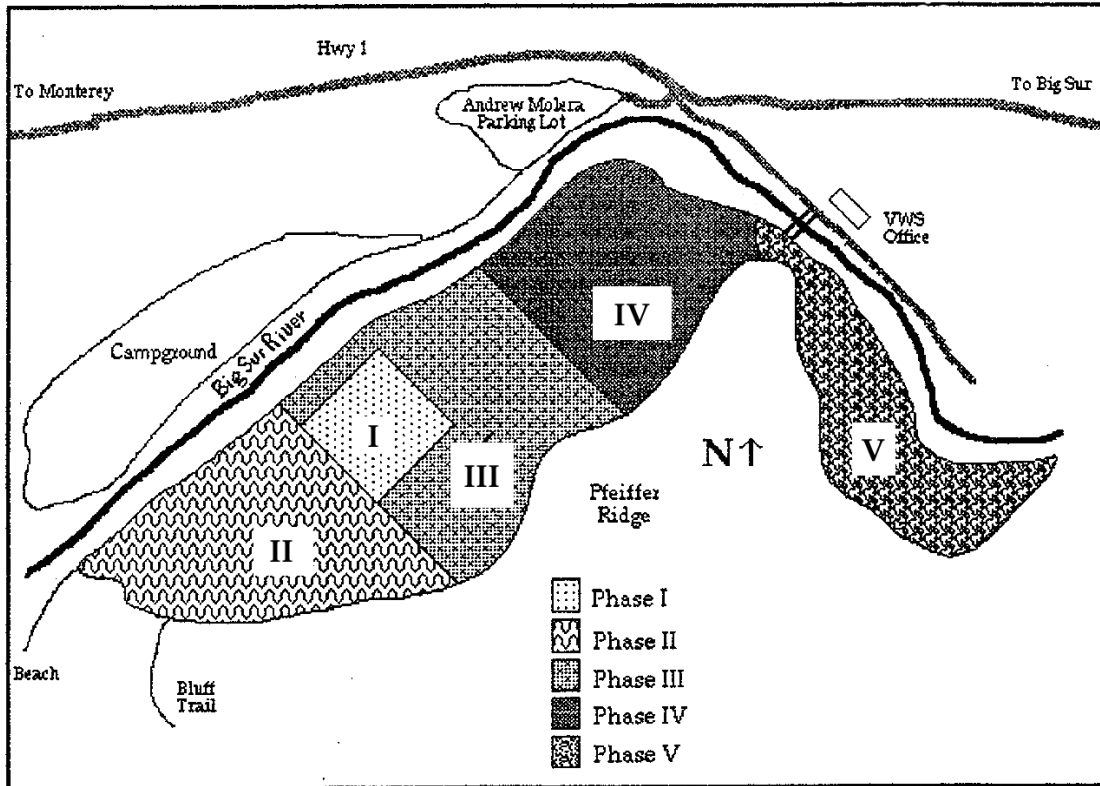 Hwy 1
To Monterey
To Big Sur
Andrew Molera
Parking Lot
VWS
Office
Campground
Big Sur River
I
II
III
IV
V
N↑
Pfeiffer
Ridge
Beach
Bluff
Trail
Phase I
Phase II
Phase III
Phase IV
Phase V